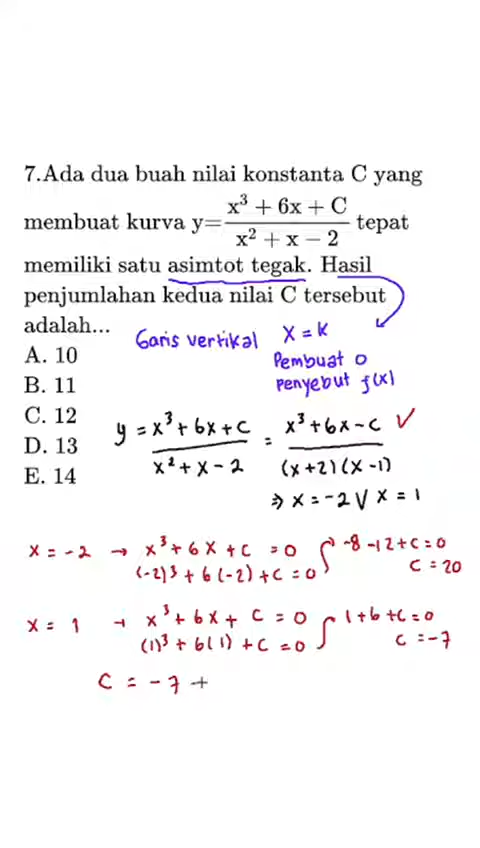 7.Ada dua buah nilai konstanta C yang
membuat kurva y= x³ + 6x + C / x² + x − 2 tepat
memiliki satu asimtot tegak. Hasil
penjumlahan kedua nilai C tersebut
adalah...
Garis vertikal x = k
A. 10
Pembuat 0
penyebut f(x)
B. 11
C. 12
D. 13
E. 14
y = x³ + 6x + C / x² + x − 2 = x³ + 6x − C / (x+2)(x−1) ✓
⇒ x = −2 V x = 1
x = −2 → x³ + 6x + C = 0 ∫ −8 −12 + C = 0
(−2)³ + 6(−2) + C = 0 C = 20
x = 1 → x³ + 6x + C = 0 ∫ 1 + 6 + C = 0
(1)³ + 6(1) + C = 0 C = −7
C = −7 +